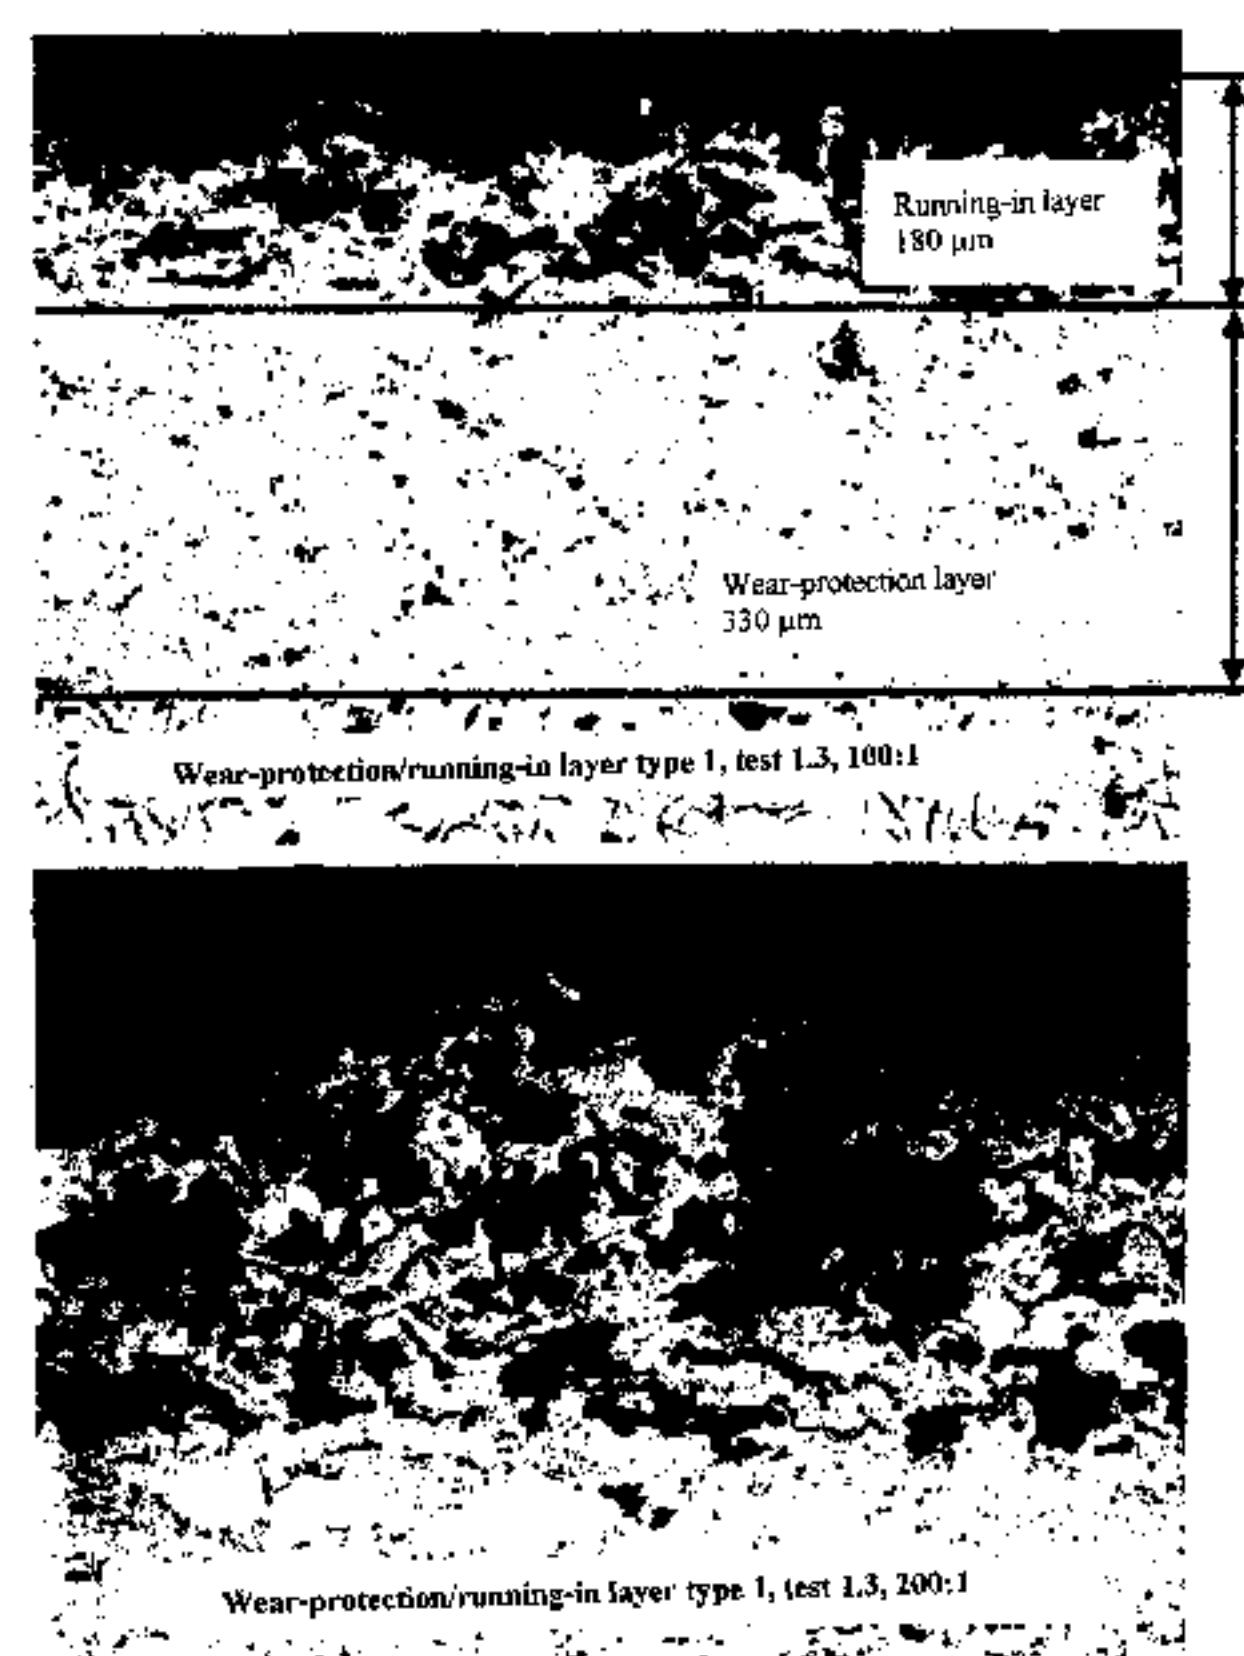 Running-in layer
180 µm
Wear-protection layer
330 µm
Wear-protection/running-in layer type 1, test 1.3, 100:1
Wear-protection/running-in layer type 1, test 1.3, 200:1